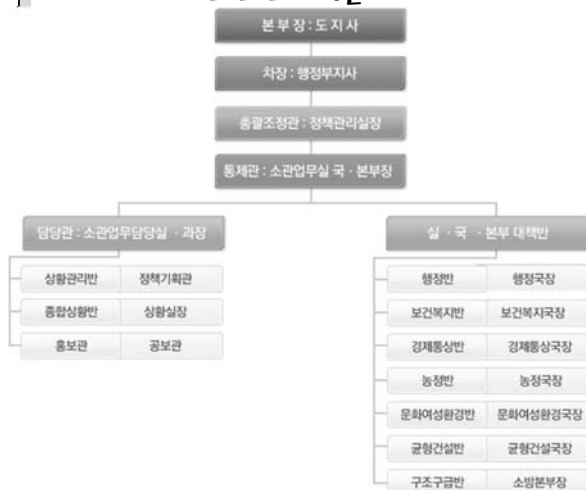 본부장:도지사
차장 : 행정부지사
총괄조정관 : 정책관리실장
통제관 : 소관업무실 국 · 본부장
담당관 : 소관업무담당실 · 과장
실 · 국 · 본부 대책반
상황관리반 정책기획관
행정반 행정국장
종합상황반 상황실장
보건복지반 보건복지국장
홍보관 공보관
경제통상반 경제통상국장
농정반 농정국장
문화여성환경반 문화여성환경국장
균형건설반 균형건설국장
구조구급반 소방본부장